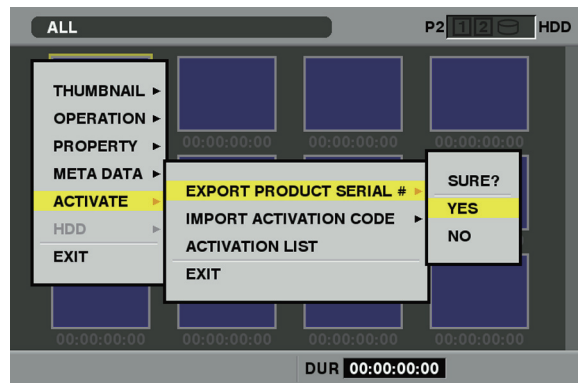 ALL
P2 1 2 HDD
THUMBNAIL ►
OPERATION ►
PROPERTY ►
META DATA ►
ACTIVATE ►
HDD ►
EXIT
EXPORT PRODUCT SERIAL # ►
IMPORT ACTIVATION CODE ►
ACTIVATION LIST
EXIT
SURE?
YES
NO
00:00:00:00 00:00:00:00 00:00:00:00
00:00:00:00 00:00:00:00 00:00:00:00 00:00:00:00
DUR 00:00:00:00